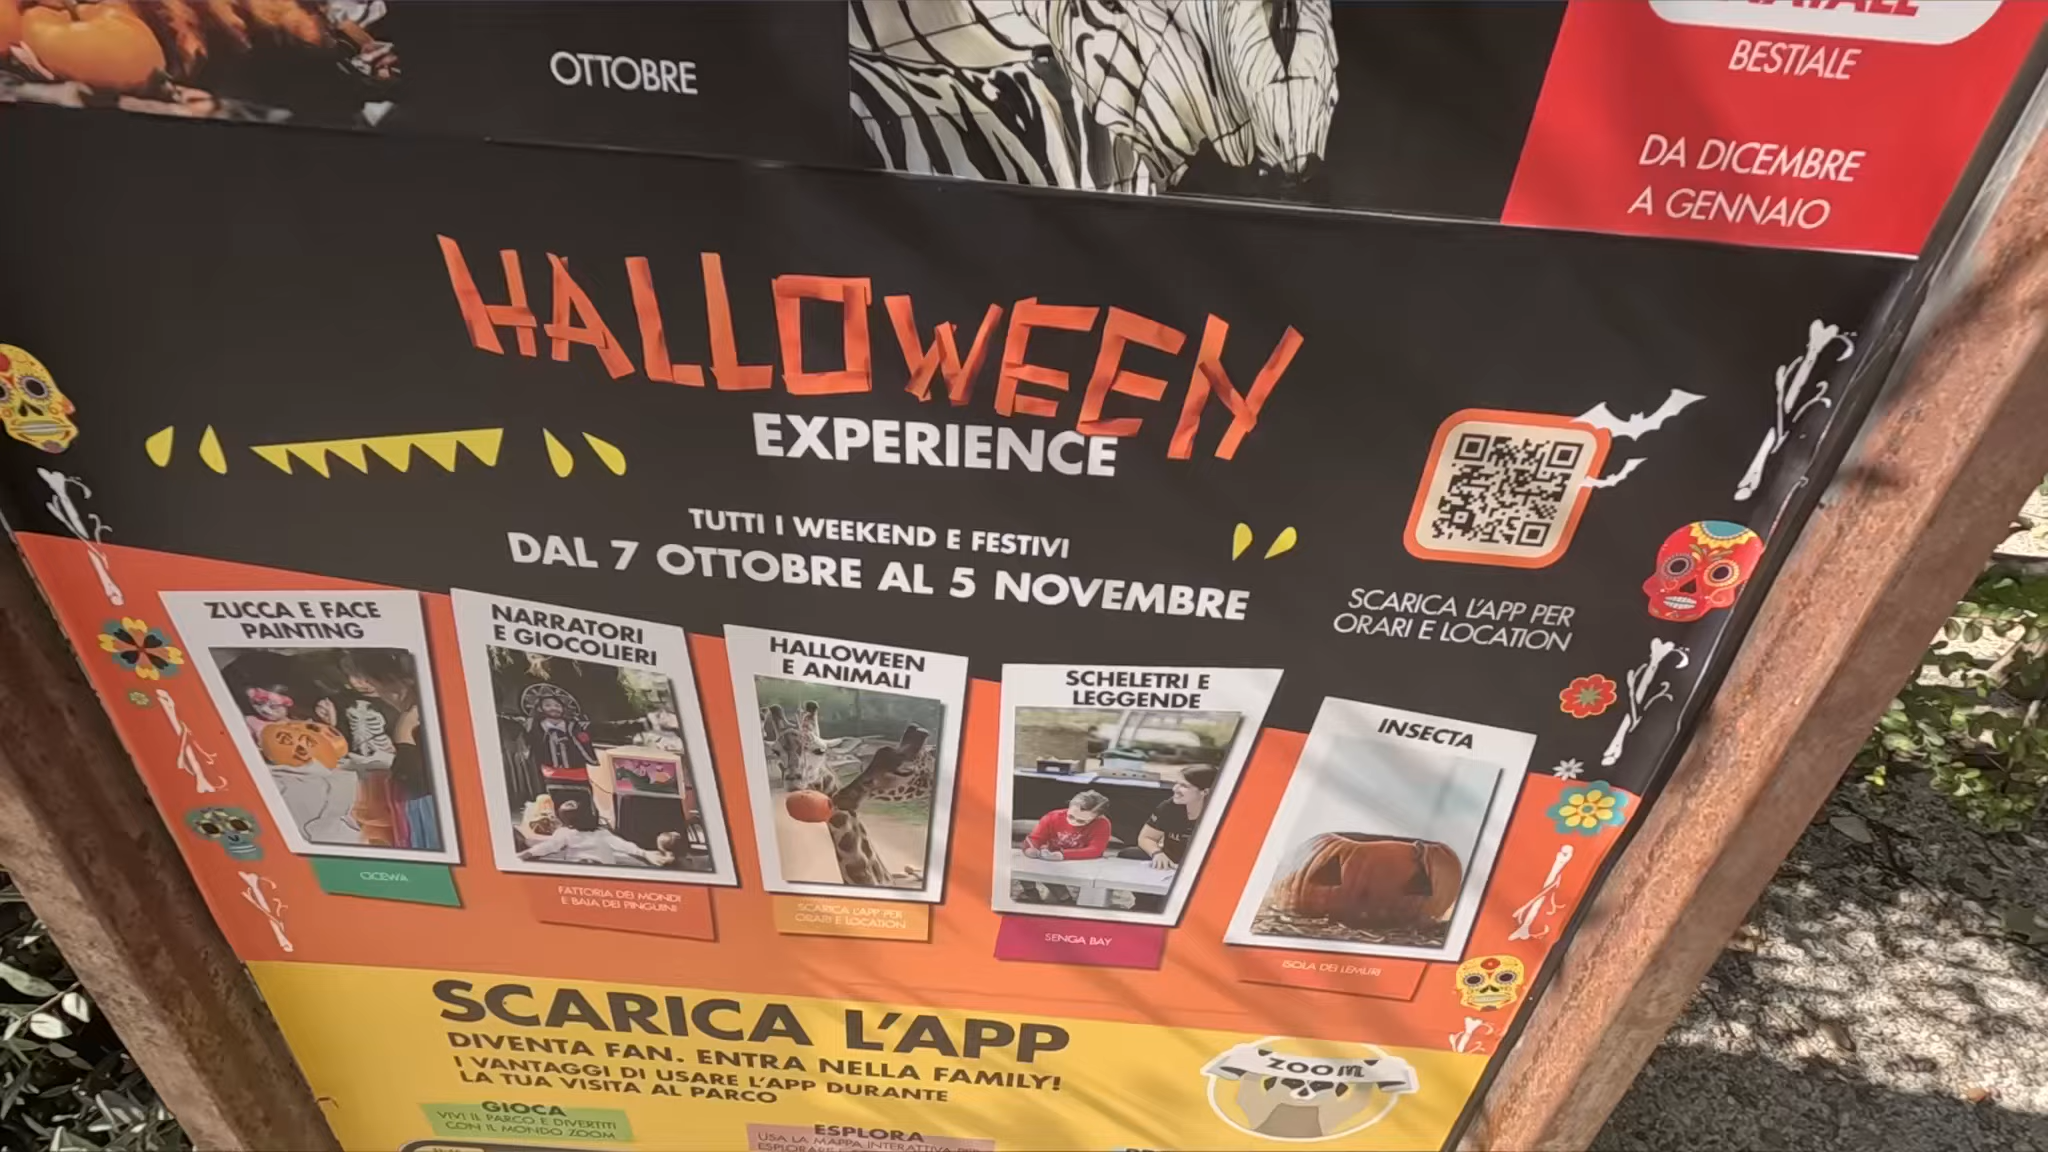 OTTOBRE
BESTIALE
DA DICEMBRE
A GENNAIO
HALLOWEEN
EXPERIENCE
TUTTI I WEEKEND E FESTIVI
DAL 7 OTTOBRE AL 5 NOVEMBRE
SCARICA L'APP PER
ORARI E LOCATION
ZUCCA E FACE
PAINTING
CICEWA
NARRATORI
E GIOCOLIERI
FATTORIA DEI MONDI
E BAIA DEI PINGUINI
HALLOWEEN
E ANIMALI
SCARICA L'APP PER
ORARI E LOCATION
SCHELETRI E
LEGGENDE
SENGA BAY
INSECTA
ISOLA DEI LEMURI
SCARICA L'APP
DIVENTA FAN. ENTRA NELLA FAMILY!
I VANTAGGI DI USARE L'APP DURANTE
LA TUA VISITA AL PARCO
ZOOM
GIOCA
VIVI IL PARCO E DIVERTITI
CON IL MONDO ZOOM
ESPLORA
USA LA MAPPA INTERATTIVA PER